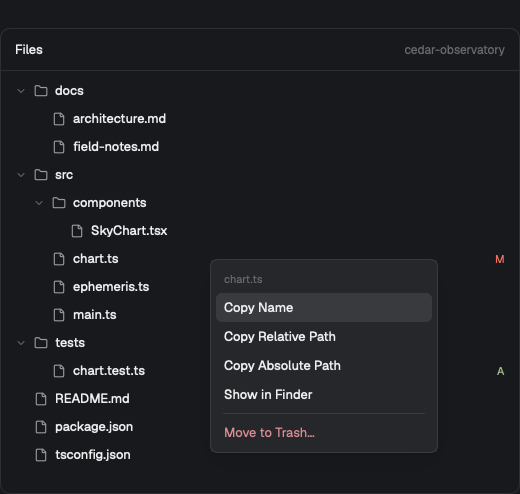 Files cedar-observatory
docs
architecture.md
field-notes.md
src
components
SkyChart.tsx
chart.ts M
ephemeris.ts
main.ts
tests
chart.test.ts A
README.md
package.json
tsconfig.json
chart.ts
Copy Name
Copy Relative Path
Copy Absolute Path
Show in Finder
Move to Trash...